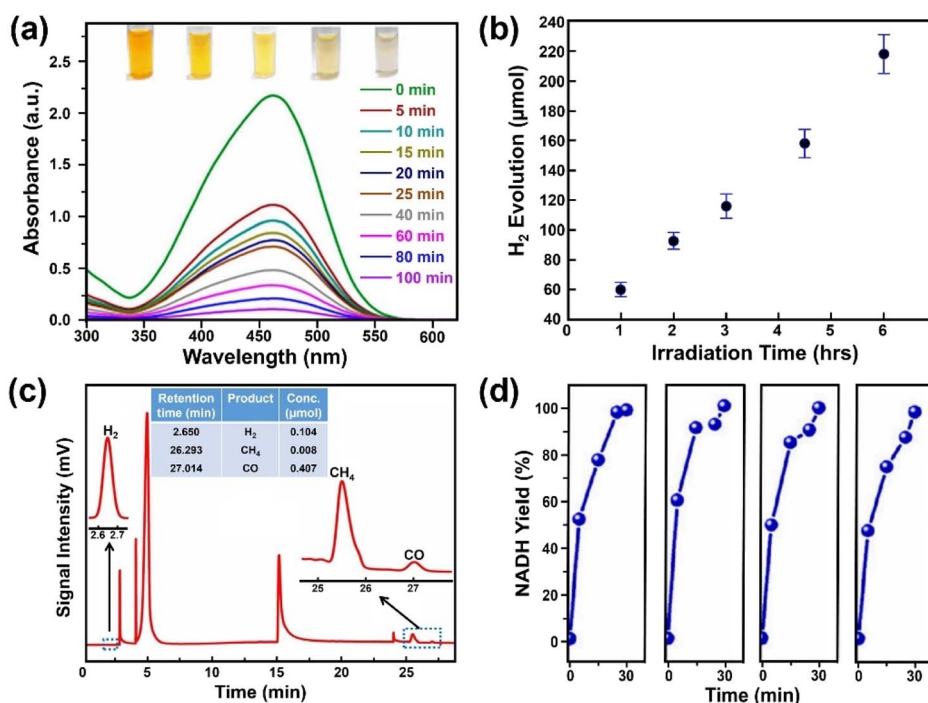 (a)
Absorbance (a.u.)
2.5
2.0
1.5
1.0
0.5
0.0
0 min
5 min
10 min
15 min
20 min
25 min
40 min
60 min
80 min
100 min
300 350 400 450 500 550 600
Wavelength (nm)
(b)
H₂ Evolution (µmol)
240
220
200
180
160
140
120
100
80
60
40
0 1 2 3 4 5 6
Irradiation Time (hrs)
(c)
Signal Intensity (mV)
Retention time (min) Product Conc. (µmol)
2.650 H₂ 0.104
26.293 CH₄ 0.008
27.014 CO 0.407
H₂
2.6 2.7
CH₄
CO
25 26 27
0 5 10 15 20 25
Time (min)
(d)
NADH Yield (%)
100
80
60
40
20
0
0 30 0 30 0 30 0 30
Time (min)